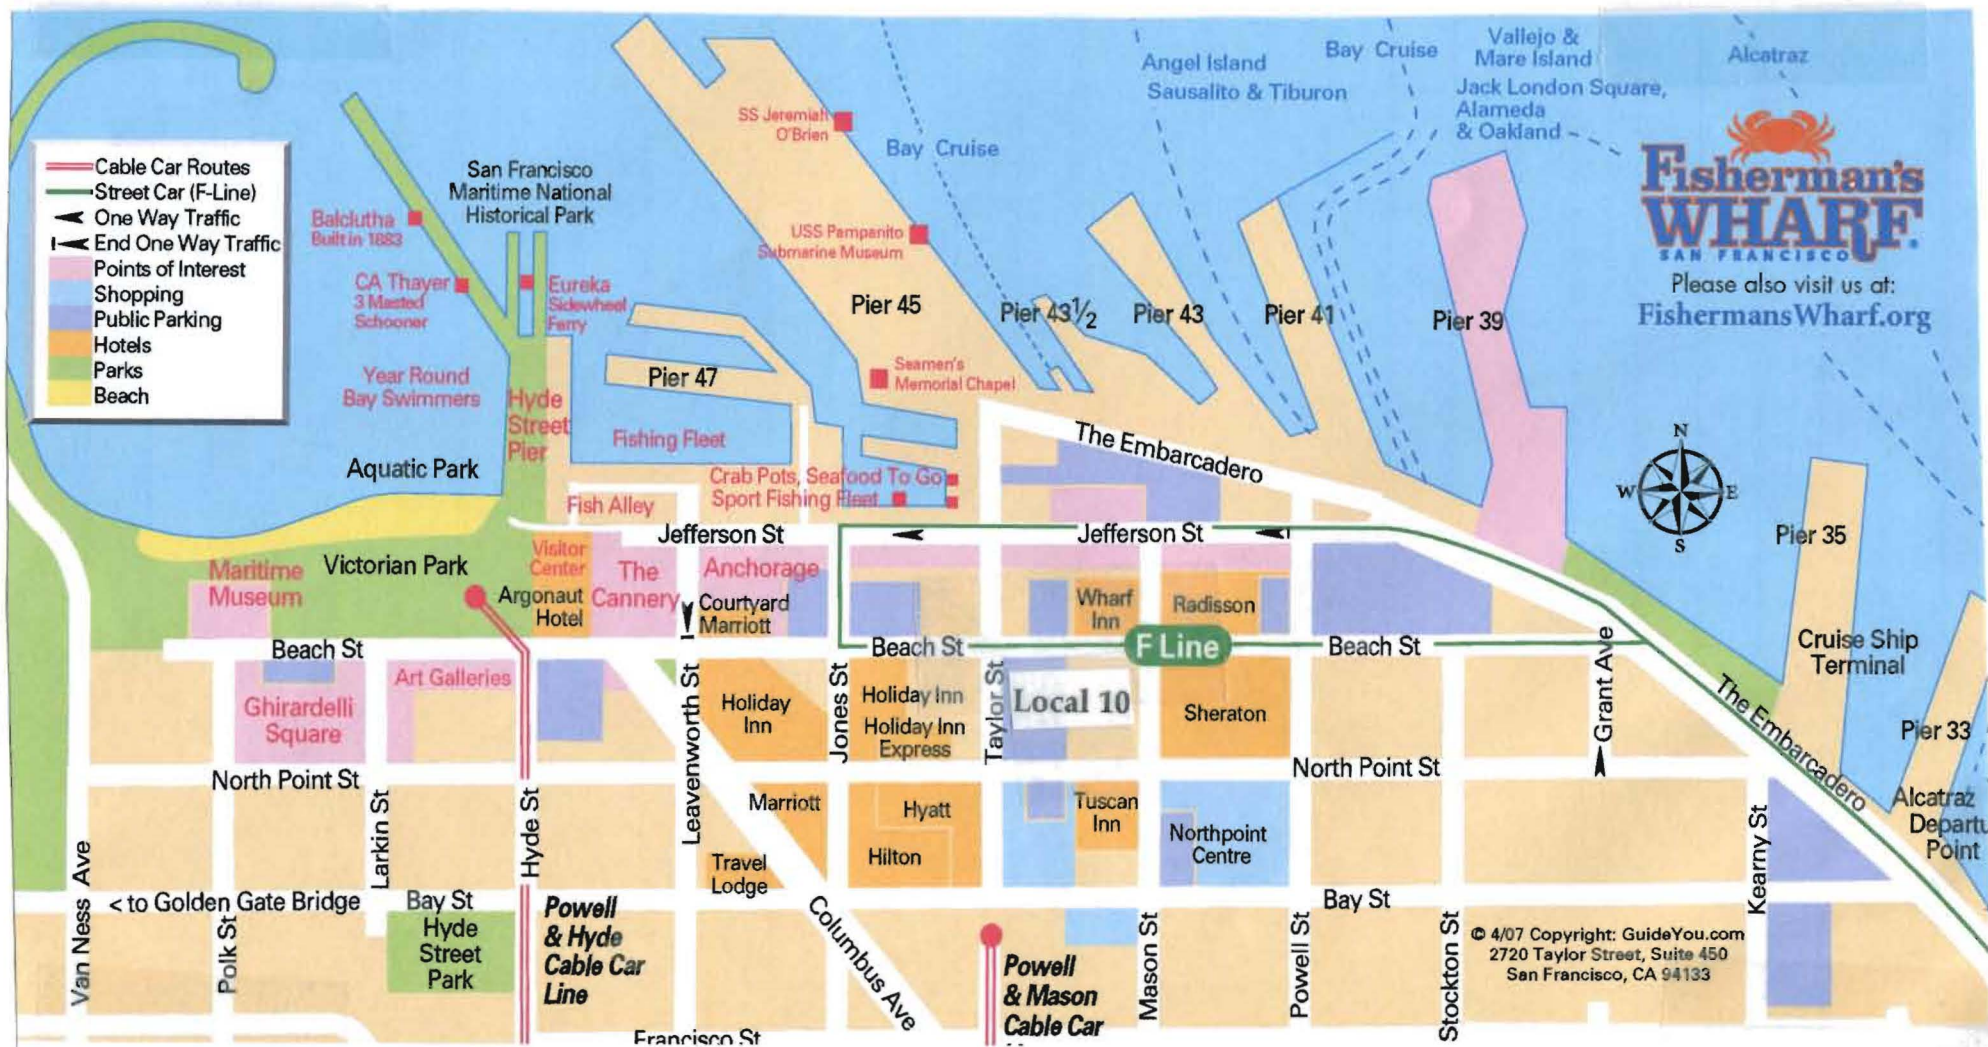 Cable Car Routes
Street Car (F-Line)
One Way Traffic
End One Way Traffic
Points of Interest
Shopping
Public Parking
Hotels
Parks
Beach
San Francisco
Maritime National
Historical Park
Balclutha
Built in 1883
CA Thayer
3 Masted
Schooner
Eureka
Sidewheel
Ferry
Year Round
Bay Swimmers
Hyde
Street
Pier
Aquatic Park
SS Jeremiah
O'Brien
USS Pampanito
Submarine Museum
Pier 45
Seamen's
Memorial Chapel
Pier 47
Fishing Fleet
Crab Pots, Seafood To Go
Sport Fishing Fleet
Fish Alley
Bay Cruise
Angel Island
Sausalito & Tiburon
Bay Cruise
Vallejo &
Mare Island
Jack London Square,
Alameda
& Oakland
Alcatraz
Fisherman's
WHARF®
SAN FRANCISCO
Please also visit us at:
FishermansWharf.org
Pier 43½
Pier 43
Pier 41
Pier 39
N
W
E
S
Pier 35
Cruise Ship
Terminal
Pier 33
Alcatraz
Departu
Point
The Embarcadero
The Embarcadero
Jefferson St
Jefferson St
Maritime
Museum
Victorian Park
Visitor
Center
Argonaut
Hotel
The
Cannery
Anchorage
Courtyard
Marriott
Wharf
Inn
Radisson
Beach St
Beach St
F Line
Beach St
Ghirardelli
Square
Art Galleries
Holiday
Inn
Holiday Inn
Holiday Inn
Express
Local 10
Sheraton
North Point St
North Point St
Marriott
Hyatt
Hilton
Travel
Lodge
Tuscan
Inn
Northpoint
Centre
< to Golden Gate Bridge
Bay St
Bay St
Hyde
Street
Park
Powell
& Hyde
Cable Car
Line
Powell
& Mason
Cable Car
Van Ness Ave
Polk St
Larkin St
Hyde St
Leavenworth St
Columbus Ave
Jones St
Taylor St
Mason St
Powell St
Stockton St
Grant Ave
Kearny St
Francisco St
© 4/07 Copyright: GuideYou.com
2720 Taylor Street, Suite 450
San Francisco, CA 94133